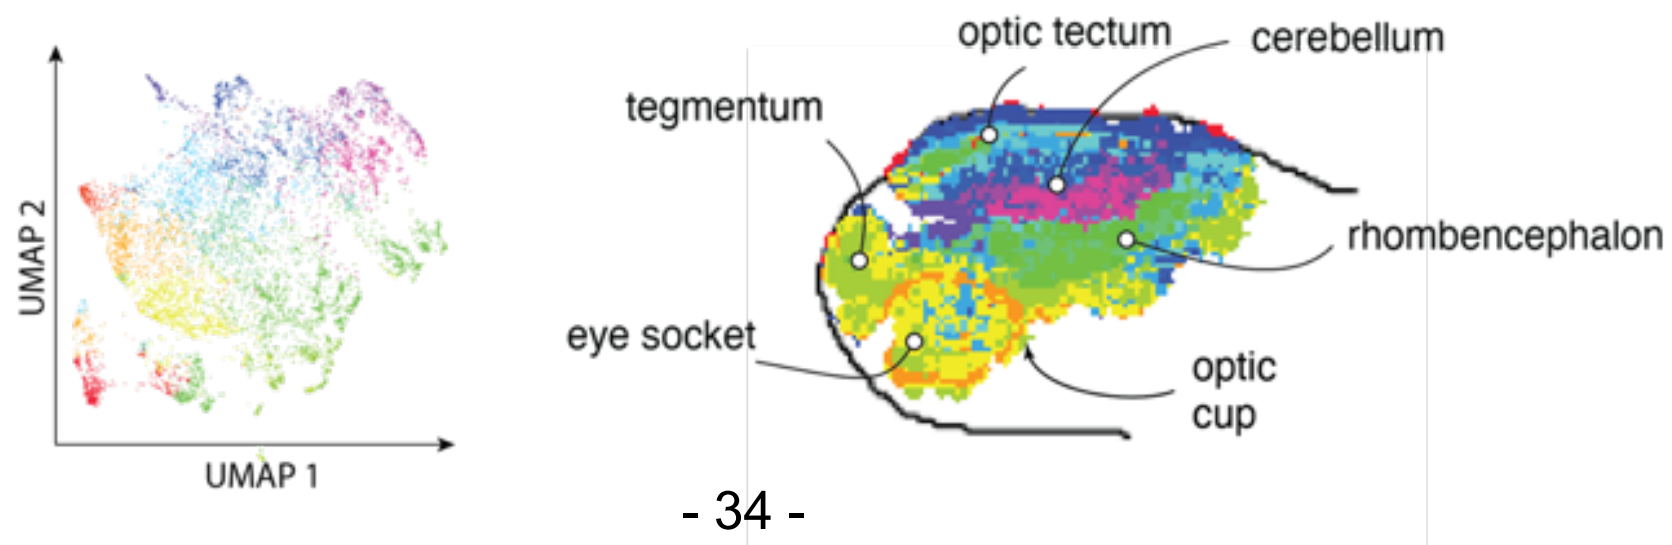 optic tectum
cerebellum
tegmentum
UMAP 2
rhombencephalon
eye socket
optic
cup
UMAP 1
- 34 -